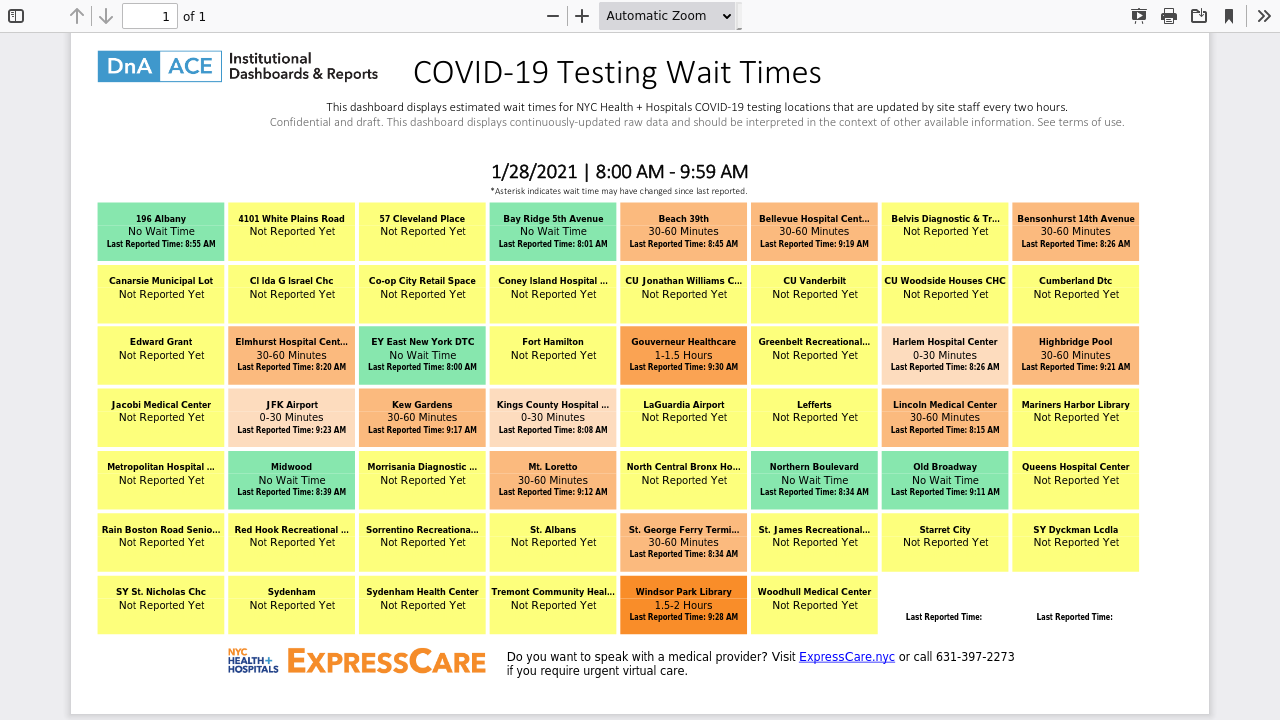 1 of 1 Automatic Zoom
DnA ACE Institutional
Dashboards & Reports
COVID-19 Testing Wait Times
This dashboard displays estimated wait times for NYC Health + Hospitals COVID-19 testing locations that are updated by site staff every two hours.
Confidential and draft. This dashboard displays continuously-updated raw data and should be interpreted in the context of other available information. See terms of use.
1/28/2021 | 8:00 AM - 9:59 AM
*Asterisk indicates wait time may have changed since last reported.
196 Albany
No Wait Time
Last Reported Time: 8:55 AM
4101 White Plains Road
Not Reported Yet
57 Cleveland Place
Not Reported Yet
Bay Ridge 5th Avenue
No Wait Time
Last Reported Time: 8:01 AM
Beach 39th
30-60 Minutes
Last Reported Time: 8:45 AM
Bellevue Hospital Cent...
30-60 Minutes
Last Reported Time: 9:19 AM
Belvis Diagnostic & Tr...
Not Reported Yet
Bensonhurst 14th Avenue
30-60 Minutes
Last Reported Time: 8:26 AM
Canarsie Municipal Lot
Not Reported Yet
CI Ida G Israel Chc
Not Reported Yet
Co-op City Retail Space
Not Reported Yet
Coney Island Hospital ...
Not Reported Yet
CU Jonathan Williams C...
Not Reported Yet
CU Vanderbilt
Not Reported Yet
CU Woodside Houses CHC
Not Reported Yet
Cumberland Dtc
Not Reported Yet
Edward Grant
Not Reported Yet
Elmhurst Hospital Cent...
30-60 Minutes
Last Reported Time: 8:20 AM
EY East New York DTC
No Wait Time
Last Reported Time: 8:00 AM
Fort Hamilton
Not Reported Yet
Gouverneur Healthcare
1-1.5 Hours
Last Reported Time: 9:30 AM
Greenbelt Recreational...
Not Reported Yet
Harlem Hospital Center
0-30 Minutes
Last Reported Time: 8:26 AM
Highbridge Pool
30-60 Minutes
Last Reported Time: 9:21 AM
Jacobi Medical Center
Not Reported Yet
JFK Airport
0-30 Minutes
Last Reported Time: 9:23 AM
Kew Gardens
30-60 Minutes
Last Reported Time: 9:17 AM
Kings County Hospital ...
0-30 Minutes
Last Reported Time: 8:08 AM
LaGuardia Airport
Not Reported Yet
Lefferts
Not Reported Yet
Lincoln Medical Center
30-60 Minutes
Last Reported Time: 8:15 AM
Mariners Harbor Library
Not Reported Yet
Metropolitan Hospital ...
Not Reported Yet
Midwood
No Wait Time
Last Reported Time: 8:39 AM
Morrisania Diagnostic ...
Not Reported Yet
Mt. Loretto
30-60 Minutes
Last Reported Time: 9:12 AM
North Central Bronx Ho...
Not Reported Yet
Northern Boulevard
No Wait Time
Last Reported Time: 8:34 AM
Old Broadway
No Wait Time
Last Reported Time: 9:11 AM
Queens Hospital Center
Not Reported Yet
Rain Boston Road Senio...
Not Reported Yet
Red Hook Recreational ...
Not Reported Yet
Sorrentino Recreationa...
Not Reported Yet
St. Albans
Not Reported Yet
St. George Ferry Termi...
30-60 Minutes
Last Reported Time: 8:34 AM
St. James Recreational...
Not Reported Yet
Starret City
Not Reported Yet
SY Dyckman Lcdla
Not Reported Yet
SY St. Nicholas Chc
Not Reported Yet
Sydenham
Not Reported Yet
Sydenham Health Center
Not Reported Yet
Tremont Community Heal...
Not Reported Yet
Windsor Park Library
1.5-2 Hours
Last Reported Time: 9:28 AM
Woodhull Medical Center
Not Reported Yet
Last Reported Time:
Last Reported Time:
NYC
HEALTH+
HOSPITALS
EXPRESSCARE
Do you want to speak with a medical provider? Visit ExpressCare.nyc or call 631-397-2273
if you require urgent virtual care.